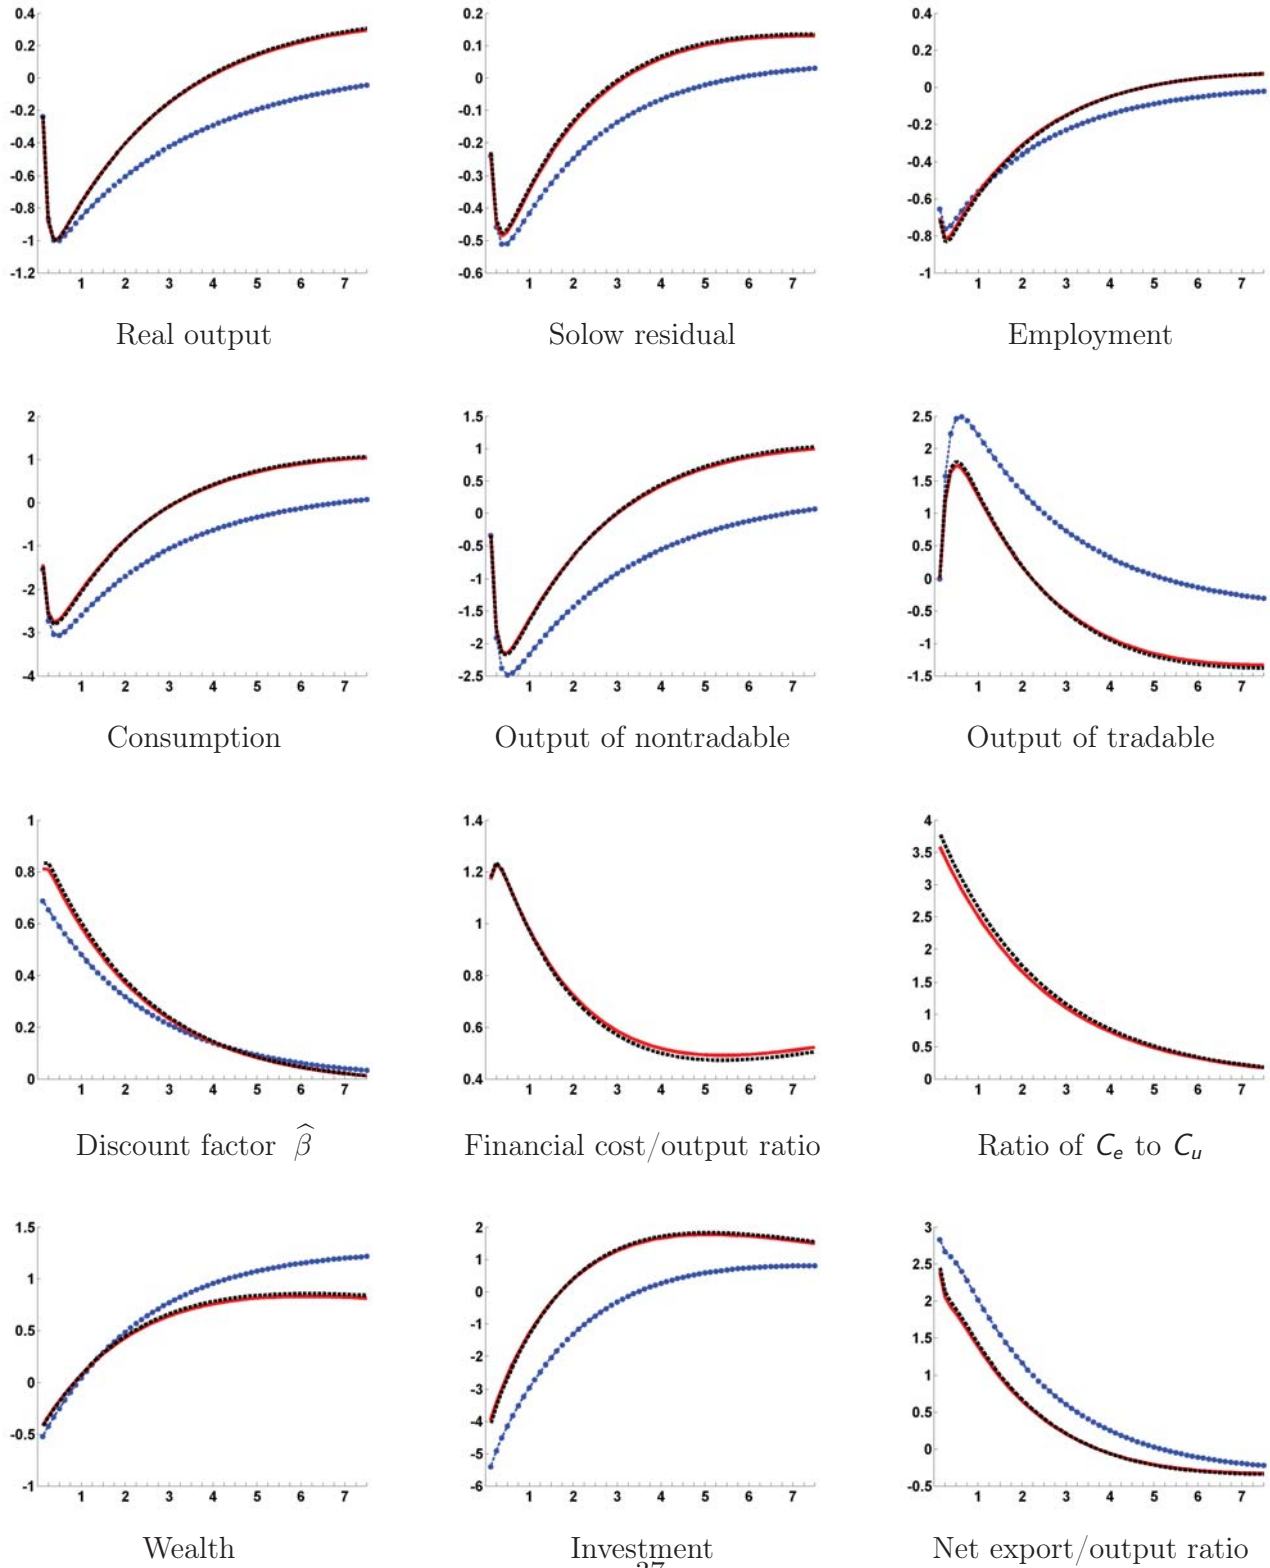 0.4 0.2 0 -0.2 -0.4 -0.6 -0.8 -1 -1.2
1 2 3 4 5 6 7
Real output
0.2 0.1 0 -0.1 -0.2 -0.3 -0.4 -0.5 -0.6
1 2 3 4 5 6 7
Solow residual
0.4 0.2 0 -0.2 -0.4 -0.6 -0.8 -1
1 2 3 4 5 6 7
Employment
2 1 0 -1 -2 -3 -4
1 2 3 4 5 6 7
Consumption
1.5 1 0.5 0 -0.5 -1 -1.5 -2 -2.5
1 2 3 4 5 6 7
Output of nontradable
2.5 2 1.5 1 0.5 0 -0.5 -1 -1.5
1 2 3 4 5 6 7
Output of tradable
1 0.8 0.6 0.4 0.2 0
1 2 3 4 5 6 7
Discount factor β̂
1.4 1.2 1 0.8 0.6 0.4
1 2 3 4 5 6 7
Financial cost/output ratio
4 3.5 3 2.5 2 1.5 1 0.5 0
1 2 3 4 5 6 7
Ratio of C_e to C_u
1.5 1 0.5 0 -0.5 -1
1 2 3 4 5 6 7
Wealth
2 1 0 -1 -2 -3 -4 -5 -6
1 2 3 4 5 6 7
Investment
3 2.5 2 1.5 1 0.5 0 -0.5
1 2 3 4 5 6 7
Net export/output ratio